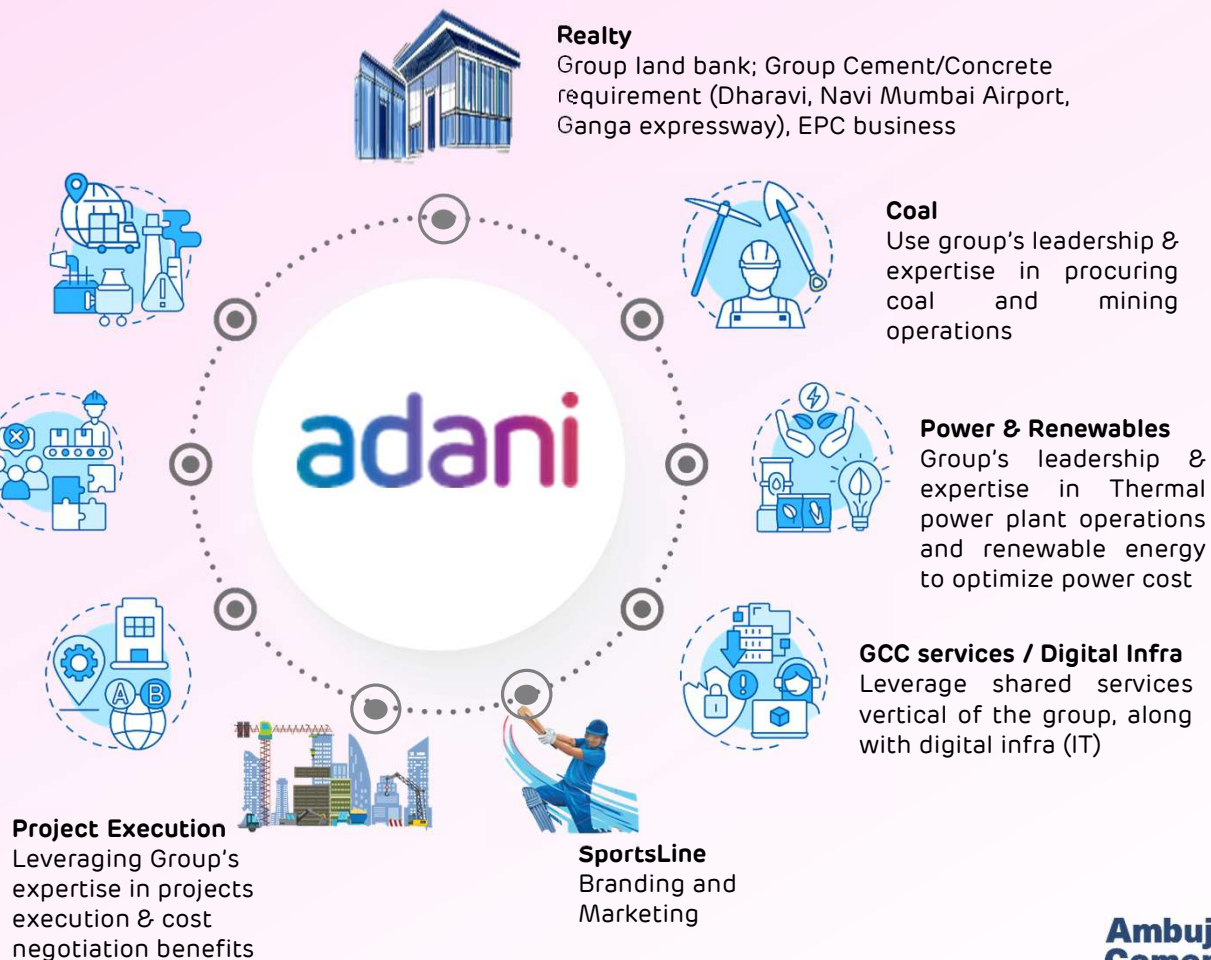 Realty
Group land bank; Group Cement/Concrete
requirement (Dharavi, Navi Mumbai Airport,
Ganga expressway), EPC business
Coal
Use group's leadership &
expertise in procuring
coal and mining
operations
adani
Power & Renewables
Group's leadership &
expertise in Thermal
power plant operations
and renewable energy
to optimize power cost
A B
GCC services / Digital Infra
Leverage shared services
vertical of the group, along
with digital infra (IT)
Project Execution
Leveraging Group's
expertise in projects
execution & cost
negotiation benefits
SportsLine
Branding and
Marketing